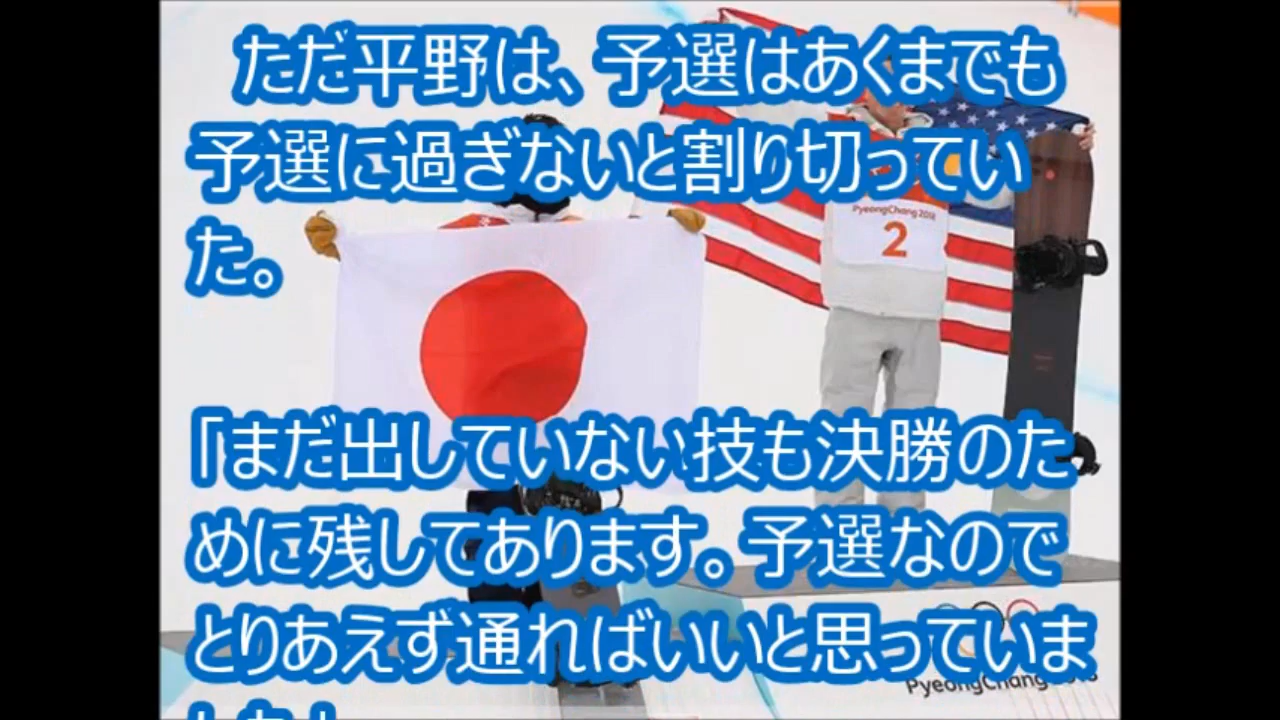 ただ平野は、予選はあくまでも
予選に過ぎないと割り切ってい
た。
PyeongChang 2018
2
「まだ出していない技も決勝のた
めに残してあります。予選なので
とりあえず通ればいいと思っていま
PyeongChang